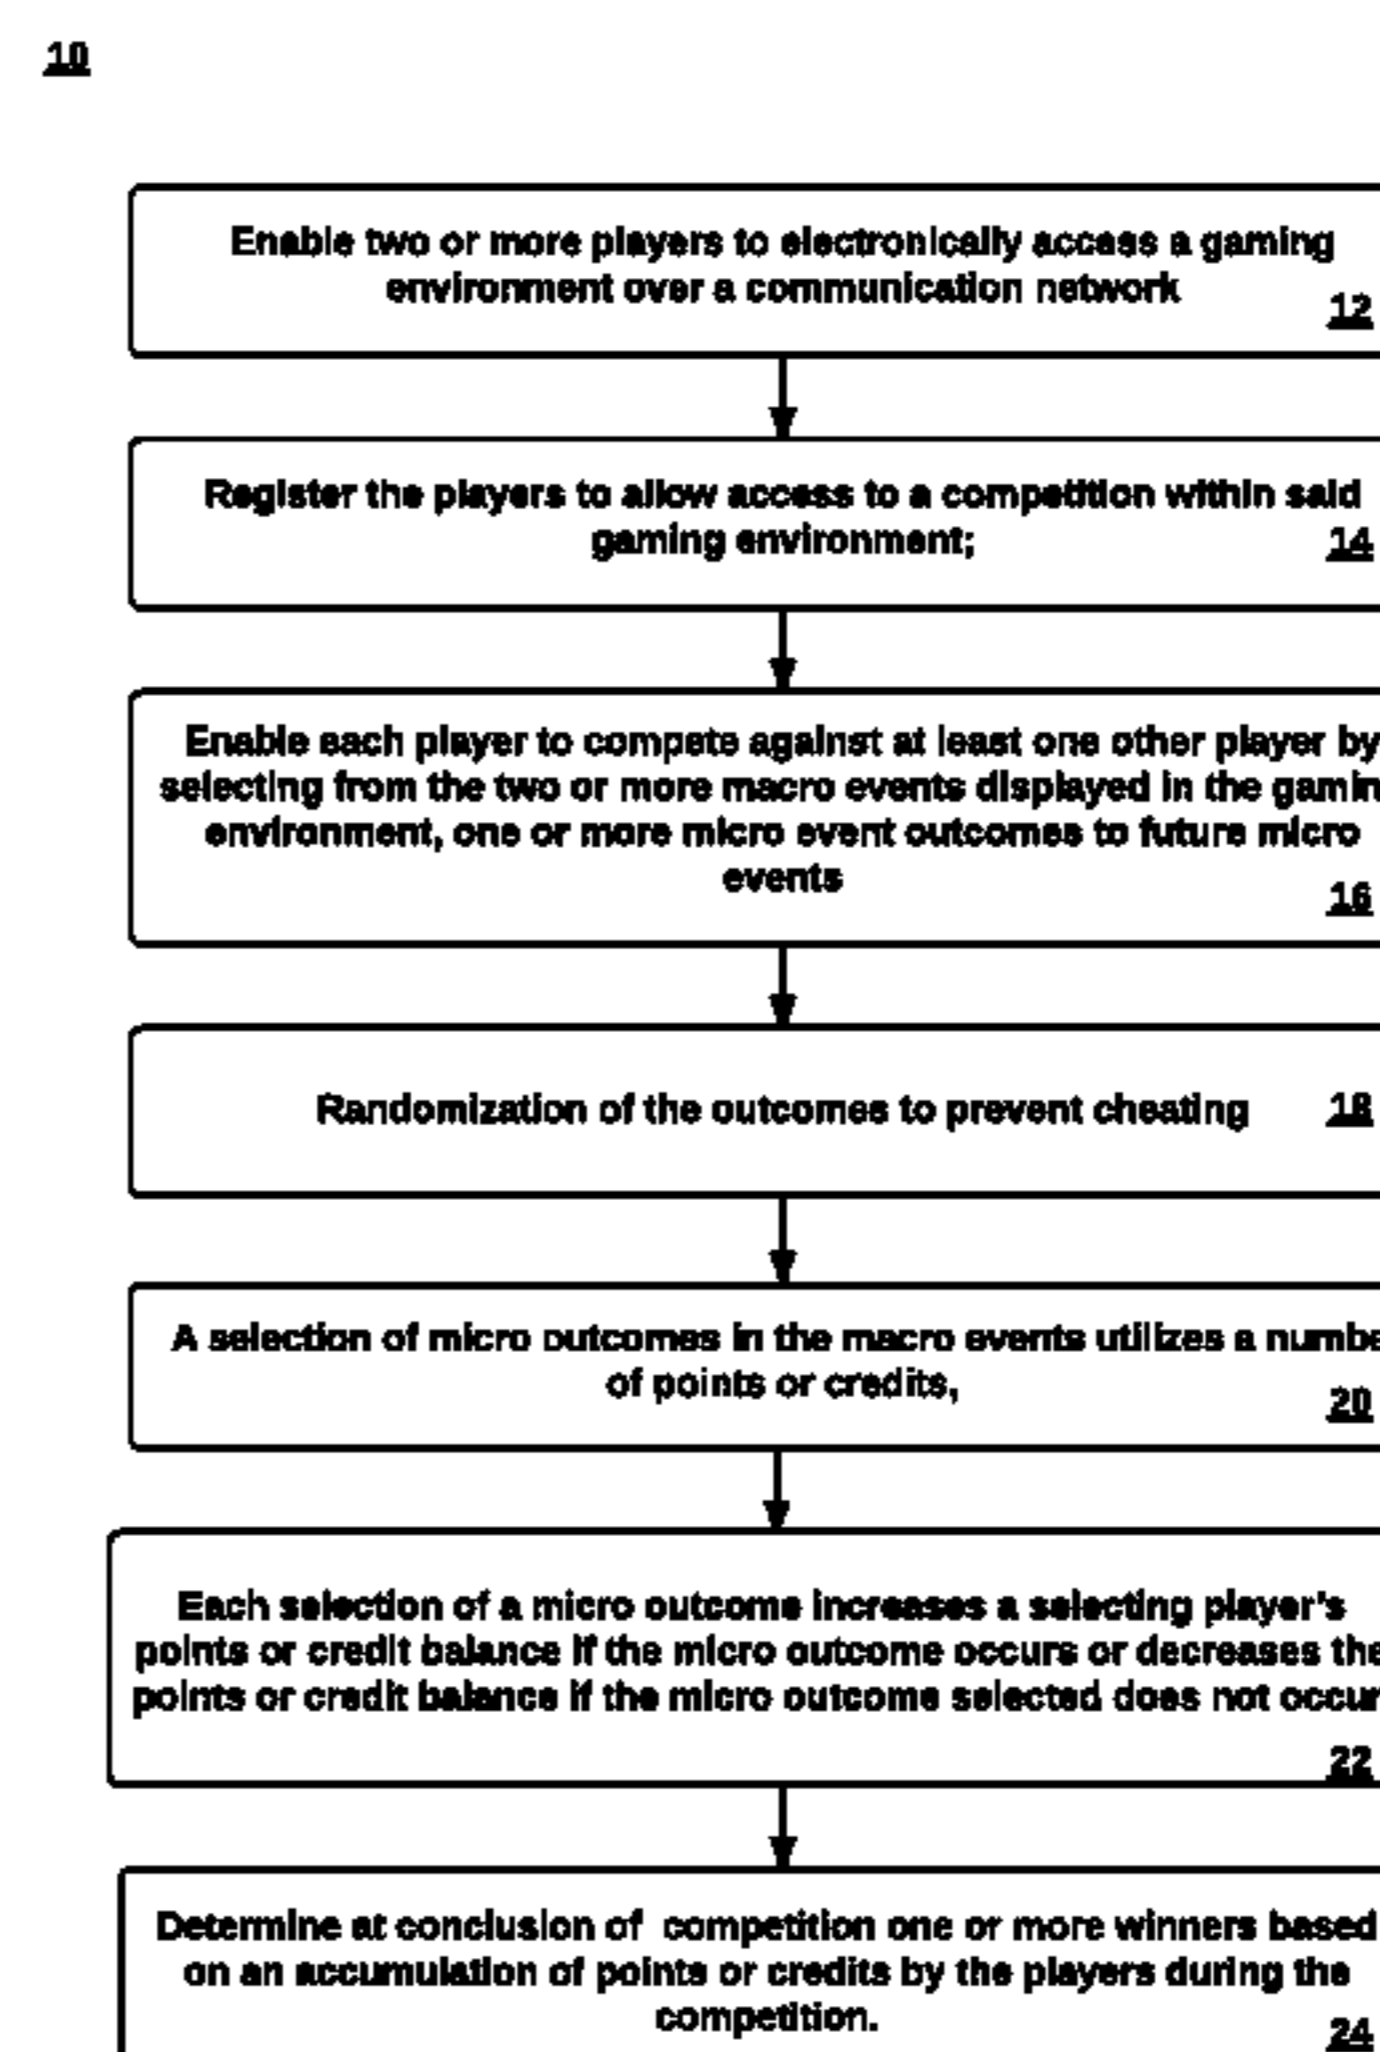 10
Enable two or more players to electronically access a gaming
environment over a communication network
12
Register the players to allow access to a competition within said
gaming environment;
14
Enable each player to compete against at least one other player by
selecting from the two or more macro events displayed in the gamin
environment, one or more micro event outcomes to future micro
events
16
Randomization of the outcomes to prevent cheating
18
A selection of micro outcomes in the macro events utilizes a numbe
of points or credits,
20
Each selection of a micro outcome increases a selecting player's
points or credit balance if the micro outcome occurs or decreases the
points or credit balance if the micro outcome selected does not occur
22
Determine at conclusion of  competition one or more winners based
on an accumulation of points or credits by the players during the
competition.
24